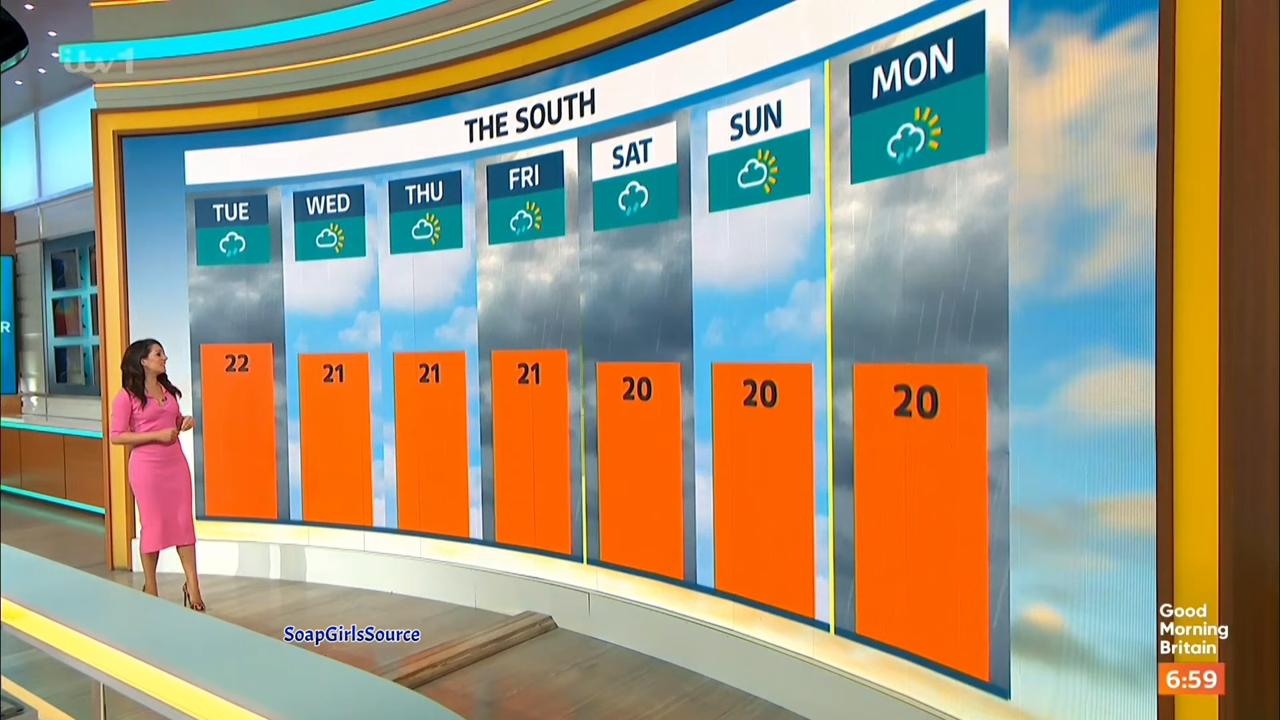 itv1
THE SOUTH
TUE
WED
THU
FRI
SAT
SUN
MON
22
21
21
21
20
20
20
R
SoapGirlsSource
Good
Morning
Britain
6:59